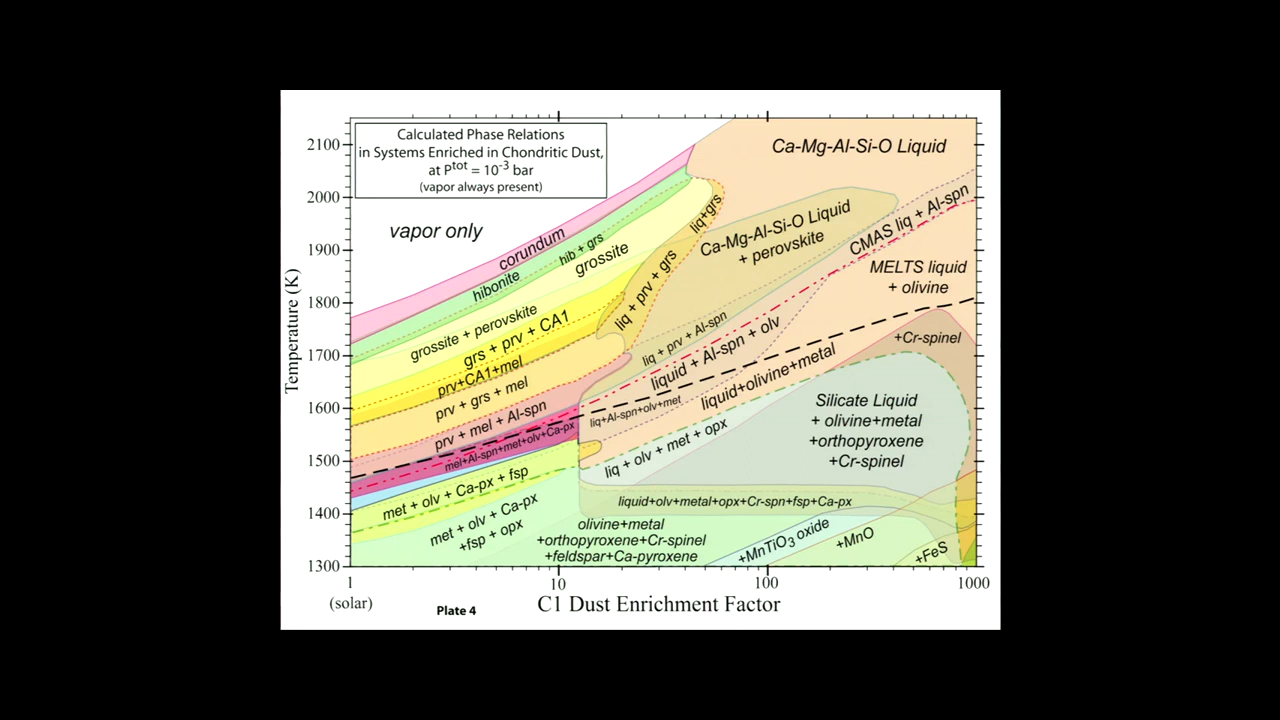 Calculated Phase Relations
in Systems Enriched in Chondritic Dust,
at Ptot = 10-3 bar
(vapor always present)
Ca-Mg-Al-Si-O Liquid
vapor only
corundum
hib + grs
hibonite
grossite
liq+grs
Ca-Mg-Al-Si-O Liquid
+ perovskite
CMAS liq + Al-spn
MELTS liquid
+ olivine
grossite + perovskite
grs + prv + CA1
liq + prv + grs
prv+CA1+mel
prv + grs + mel
liq + prv + Al-spn
liquid + Al-spn + olv
+Cr-spinel
liquid+olivine+metal
prv + mel + Al-spn
liq+Al-spn+olv+met
mel+Al-spn+met+olv+Ca-px
Silicate Liquid
+ olivine+metal
+orthopyroxene
+Cr-spinel
liq + olv + met + opx
met + olv + Ca-px + fsp
met + olv + Ca-px
+fsp + opx
liquid+olv+metal+opx+Cr-spn+fsp+Ca-px
olivine+metal
+orthopyroxene+Cr-spinel
+feldspar+Ca-pyroxene
+MnTiO3 oxide
+MnO
+FeS
Temperature (K)
2100
2000
1900
1800
1700
1600
1500
1400
1300
1
10
100
1000
(solar)
Plate 4
C1 Dust Enrichment Factor